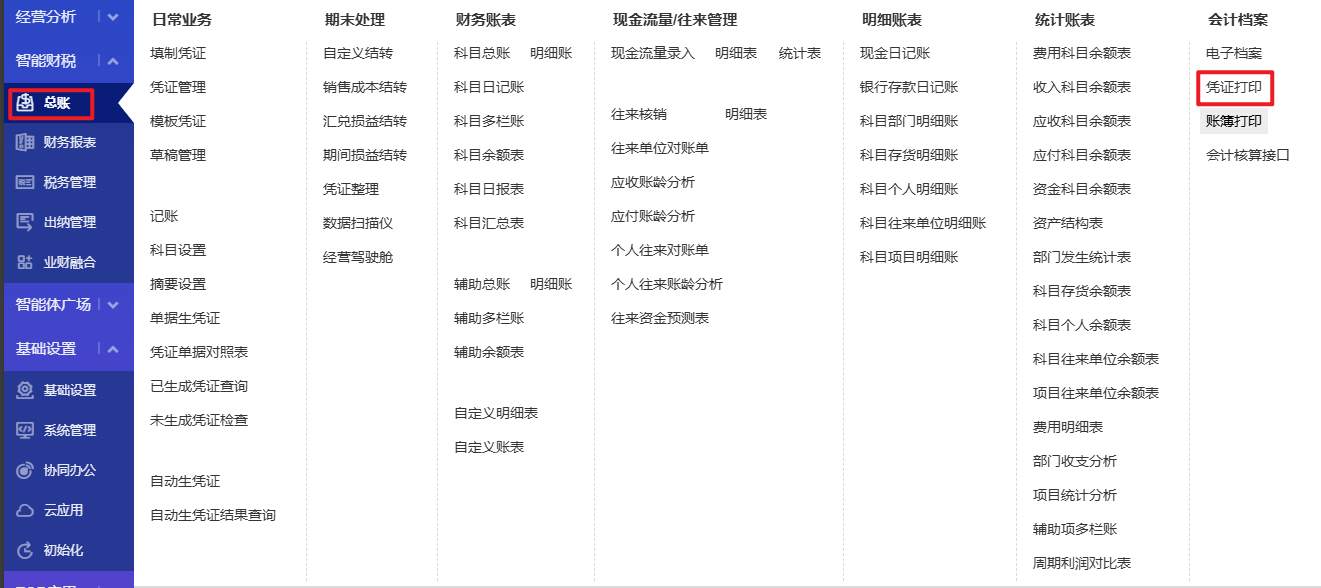 经营分析
智能财税
总账
财务报表
税务管理
出纳管理
业财融合
智能体广场
基础设置
基础设置
系统管理
协同办公
云应用
初始化
日常业务
填制凭证
凭证管理
模板凭证
草稿管理
记账
科目设置
摘要设置
单据生凭证
凭证单据对照表
已生成凭证查询
未生成凭证检查
自动生凭证
自动生凭证结果查询
期末处理
自定义结转
销售成本结转
汇兑损益结转
期间损益结转
凭证整理
数据扫描仪
经营驾驶舱
财务账表
科目总账 明细账
科目日记账
科目多栏账
科目余额表
科目日报表
科目汇总表
辅助总账 明细账
辅助多栏账
辅助余额表
自定义明细表
自定义账表
现金流量/往来管理
现金流量录入 明细表 统计表
往来核销 明细表
往来单位对账单
应收账龄分析
应付账龄分析
个人往来对账单
个人往来账龄分析
往来资金预测表
明细账表
现金日记账
银行存款日记账
科目部门明细账
科目存货明细账
科目个人明细账
科目往来单位明细账
科目项目明细账
统计账表
费用科目余额表
收入科目余额表
应收科目余额表
应付科目余额表
资金科目余额表
资产结构表
部门发生统计表
科目存货余额表
科目个人余额表
科目往来单位余额表
项目往来单位余额表
费用明细表
部门收支分析
项目统计分析
辅助项多栏账
周期利润对比表
会计档案
电子档案
凭证打印
账簿打印
会计核算接口